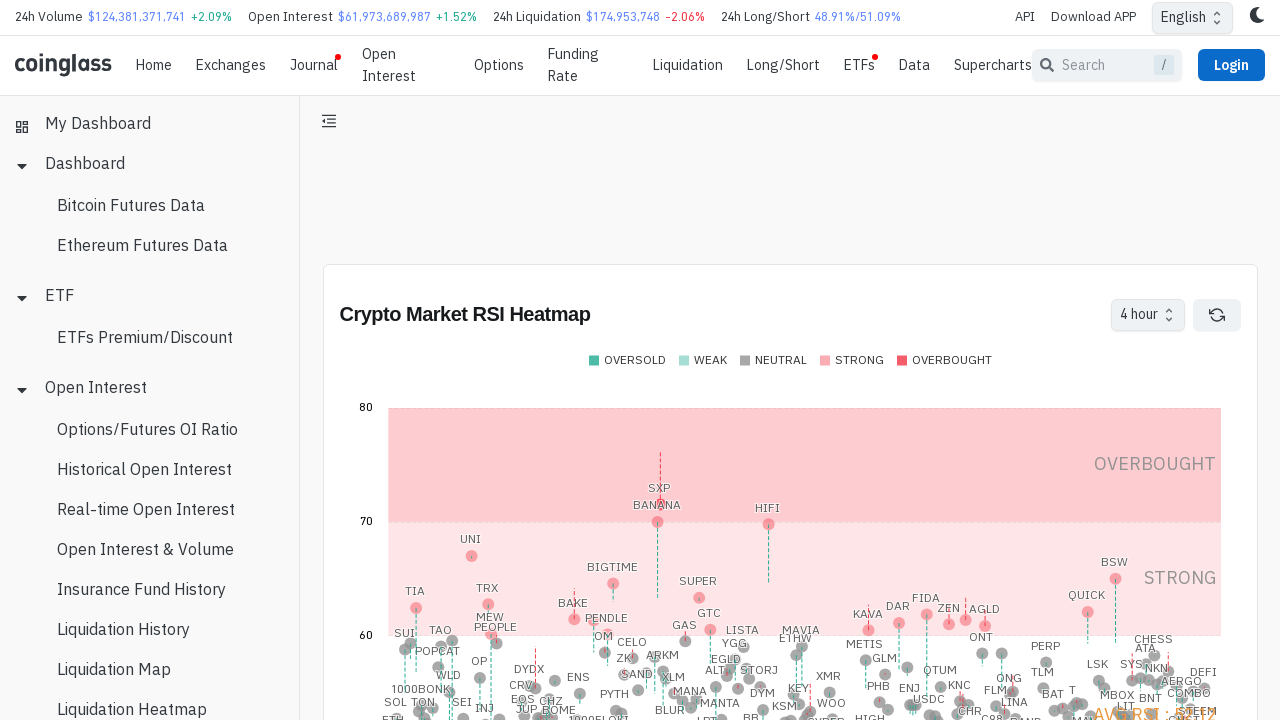 24h Volume $124,381,371,741 +2.09% Open Interest $61,973,689,987 +1.52% 24h Liquidation $174,953,748 -2.06% 24h Long/Short 48.91%/51.09% API Download APP English
coinglass Home Exchanges Journal Open Interest Options Funding Rate Liquidation Long/Short ETFs Data Supercharts Search / Login
My Dashboard
Dashboard
Bitcoin Futures Data
Ethereum Futures Data
ETF
ETFs Premium/Discount
Open Interest
Options/Futures OI Ratio
Historical Open Interest
Real-time Open Interest
Open Interest & Volume
Insurance Fund History
Liquidation History
Liquidation Map
Liquidation Heatmap
Crypto Market RSI Heatmap 4 hour
OVERSOLD WEAK NEUTRAL STRONG OVERBOUGHT
80
OVERBOUGHT
SXP
BANANA HIFI
70
UNI
BSW
BIGTIME STRONG
SUPER
TIA TRX QUICK
BAKE FIDA
DAR ZEN AGLD
MEW PENDLE GTC KAVA
PEOPLE GAS
SUI TAO LISTA MAVIA
60
OM CELO YGG ETHW METIS ONT PERP CHESS
POPCAT ATA
OP ZK ARKM EGLD GLM LSK SYS NKN
WLD DYDX ENS SAND XLM ALT STORJ XMR QTUM TLM DEFI
CRV PHB ENJ KNC ONG AERGO
1000BONK PYTH MANA DYM KEY FLM BAT T MBOX BNT COMBO
SOL TON SEI INJ EOS CHZ BLUR MANTA KSM WOO USDC LINA LIT
JUP BOME CHR STEEM
ETH 1000FLOKI BB HIGH C98 AVG RSI :